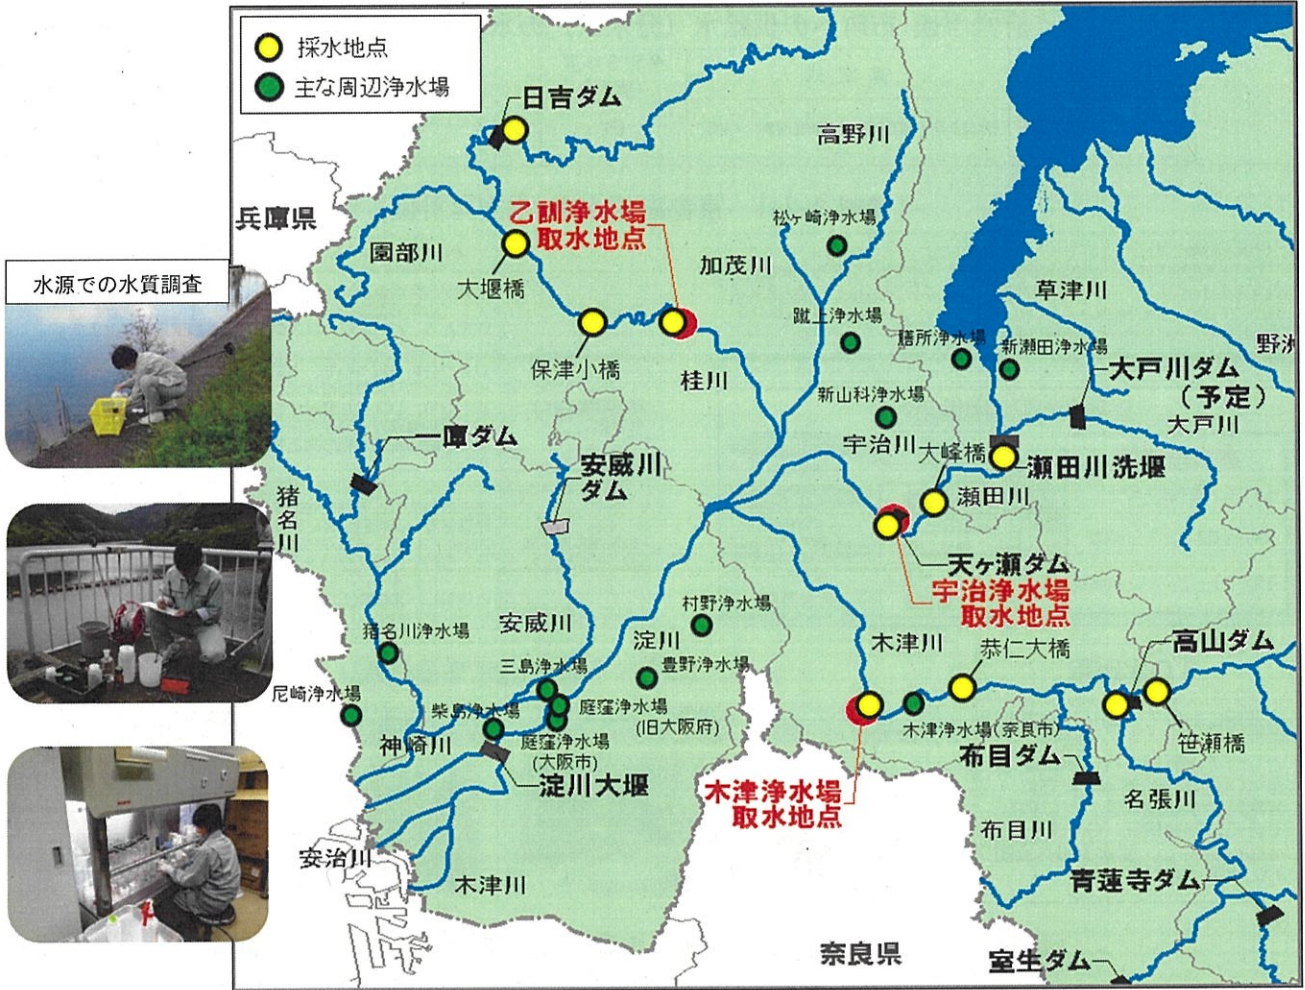 採水地点
主な周辺浄水場
日吉ダム
高野川
兵庫県
乙訓浄水場
取水地点
松ヶ崎浄水場
園部川
加茂川
水源での水質調査
大堰橋
草津川
蹴上浄水場
膳所浄水場
新瀬田浄水場
野洲
保津小橋
桂川
大戸川ダム
(予定)
新山科浄水場
大戸川
一庫ダム
宇治川
大峰橋
安威川
ダム
瀬田川洗堰
猪名川
瀬田川
天ヶ瀬ダム
宇治浄水場
取水地点
村野浄水場
猪名川浄水場
安威川
淀川
木津川
恭仁大橋
高山ダム
三島浄水場
豊野浄水場
尼崎浄水場
柴島浄水場
庭窪浄水場
(旧大阪府)
木津浄水場(奈良市)
神崎川
庭窪浄水場
(大阪市)
笹瀬橋
布目ダム
淀川大堰
木津浄水場
取水地点
名張川
布目川
安治川
木津川
青蓮寺ダム
奈良県
室生ダム